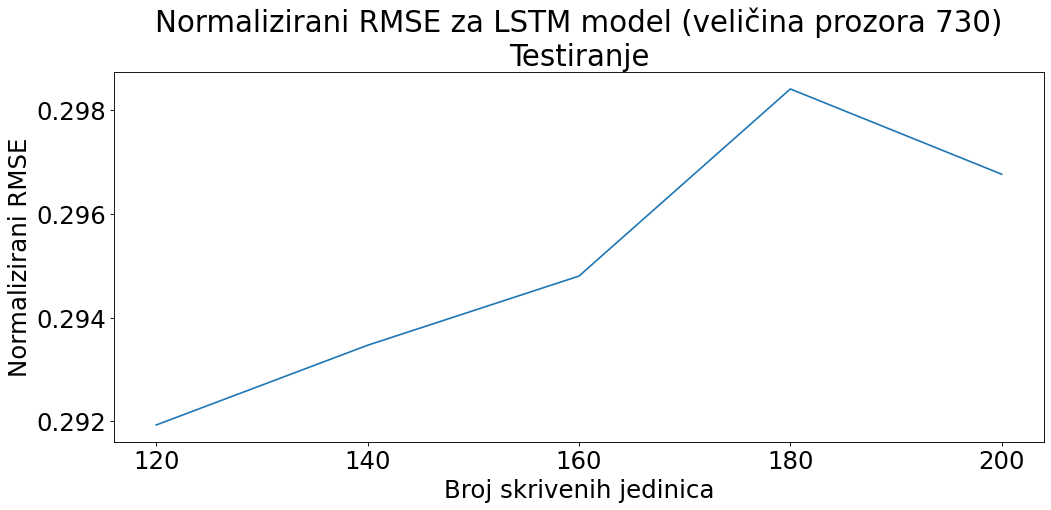 Normalizirani RMSE za LSTM model (veličina prozora 730)
Testiranje
Normalizirani RMSE
0.298
0.296
0.294
0.292
120 140 160 180 200
Broj skrivenih jedinica